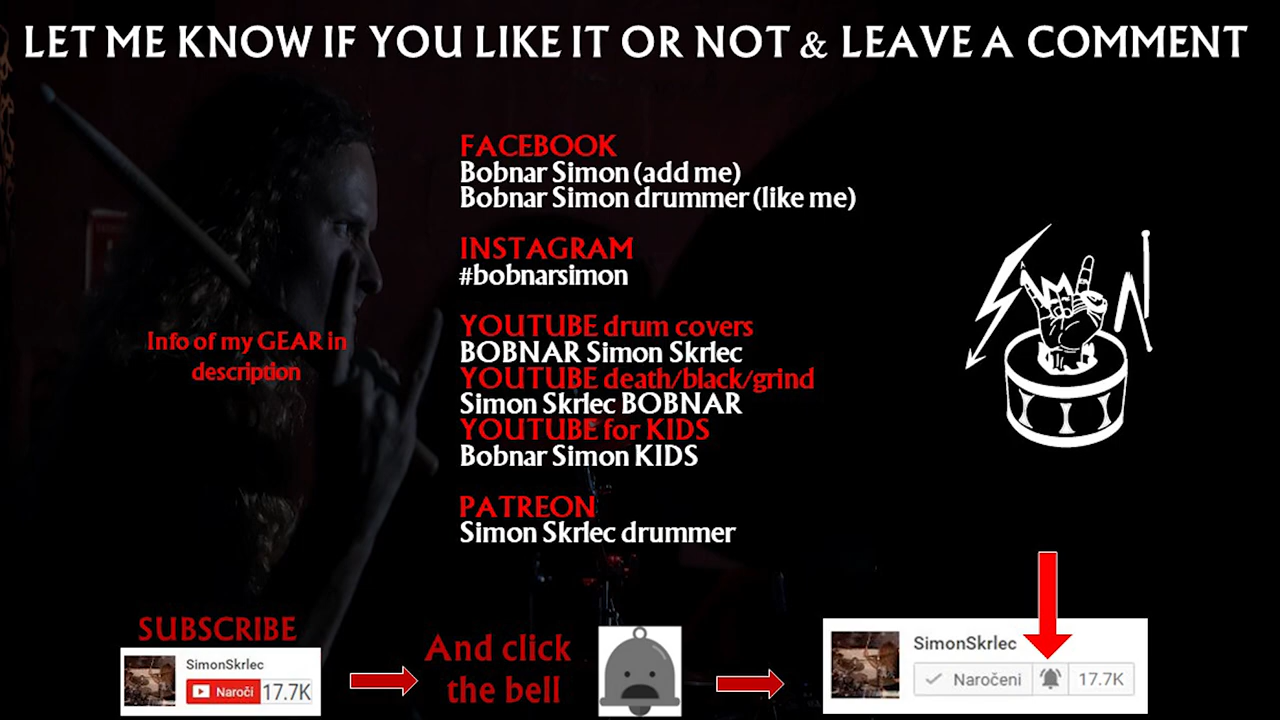 LET ME KNOW IF YOU LIKE IT OR NOT & LEAVE A COMMENT
FACEBOOK
Bobnar Simon (add me)
Bobnar Simon drummer (like me)
INSTAGRAM
#bobnarsimon
YOUTUBE drum covers
BOBNAR Simon Skrlec
YOUTUBE death/black/grind
Simon Skrlec BOBNAR
YOUTUBE for KIDS
Bobnar Simon KIDS
PATREON
Simon Skrlec drummer
Info of my GEAR in
description
SIMON
SUBSCRIBE
SimonSkrlec
Naroči 17.7K
And click
the bell
SimonSkrlec
Naročeni 17.7K